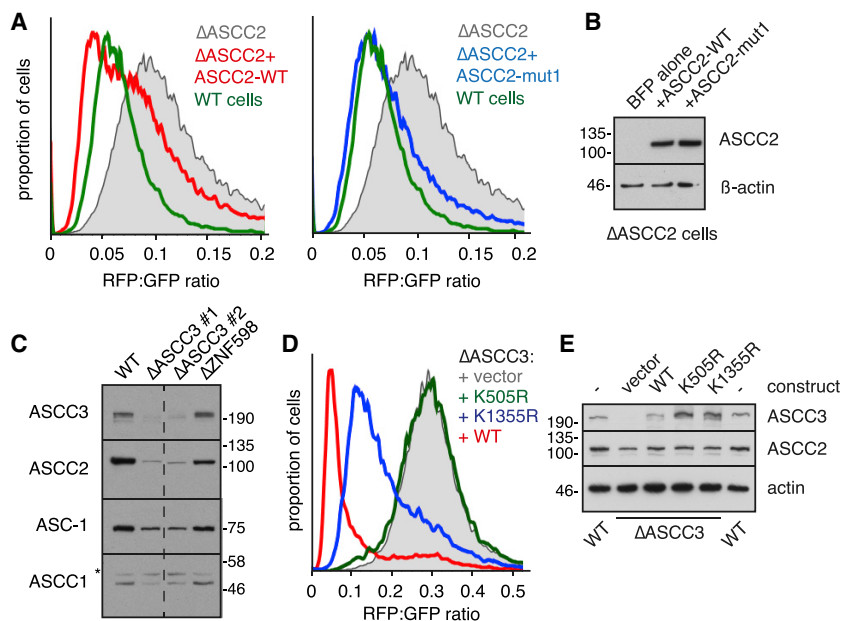 A
ΔASCC2
ΔASCC2+
ASCC2-WT
WT cells
proportion of cells
0
0.05
0.1
0.15
0.2
RFP:GFP ratio
ΔASCC2
ΔASCC2+
ASCC2-mut1
WT cells
0
0.05
0.1
0.15
0.2
RFP:GFP ratio
B
BFP alone
+ASCC2-WT
+ASCC2-mut1
135-
100-
ASCC2
46-
ß-actin
ΔASCC2 cells
C
WT
ΔASCC3 #1
ΔASCC3 #2
ΔZNF598
ASCC3
-190
-135
ASCC2
-100
ASC-1
-75
-58
*
ASCC1
-46
D
ΔASCC3:
+ vector
+ K505R
+ K1355R
+ WT
proportion of cells
0
0.1
0.2
0.3
0.4
0.5
RFP:GFP ratio
E
-
vector
WT
K505R
K1355R
-
construct
190-
ASCC3
135-
100-
ASCC2
46-
actin
WT
ΔASCC3
WT